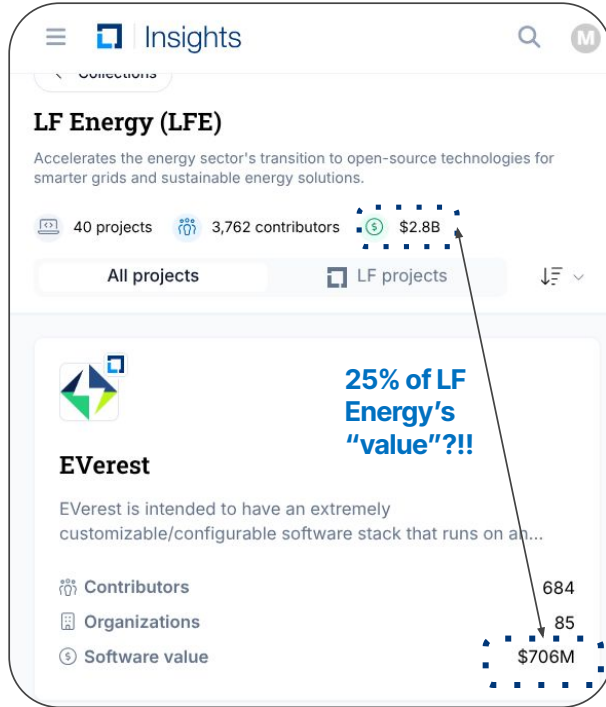 Insights
M
Collections
LF Energy (LFE)
Accelerates the energy sector's transition to open-source technologies for
smarter grids and sustainable energy solutions.
40 projects 3,762 contributors $2.8B
All projects LF projects
25% of LF
Energy’s
“value”?!!
EVerest
EVerest is intended to have an extremely
customizable/configurable software stack that runs on an...
Contributors 684
Organizations 85
Software value $706M